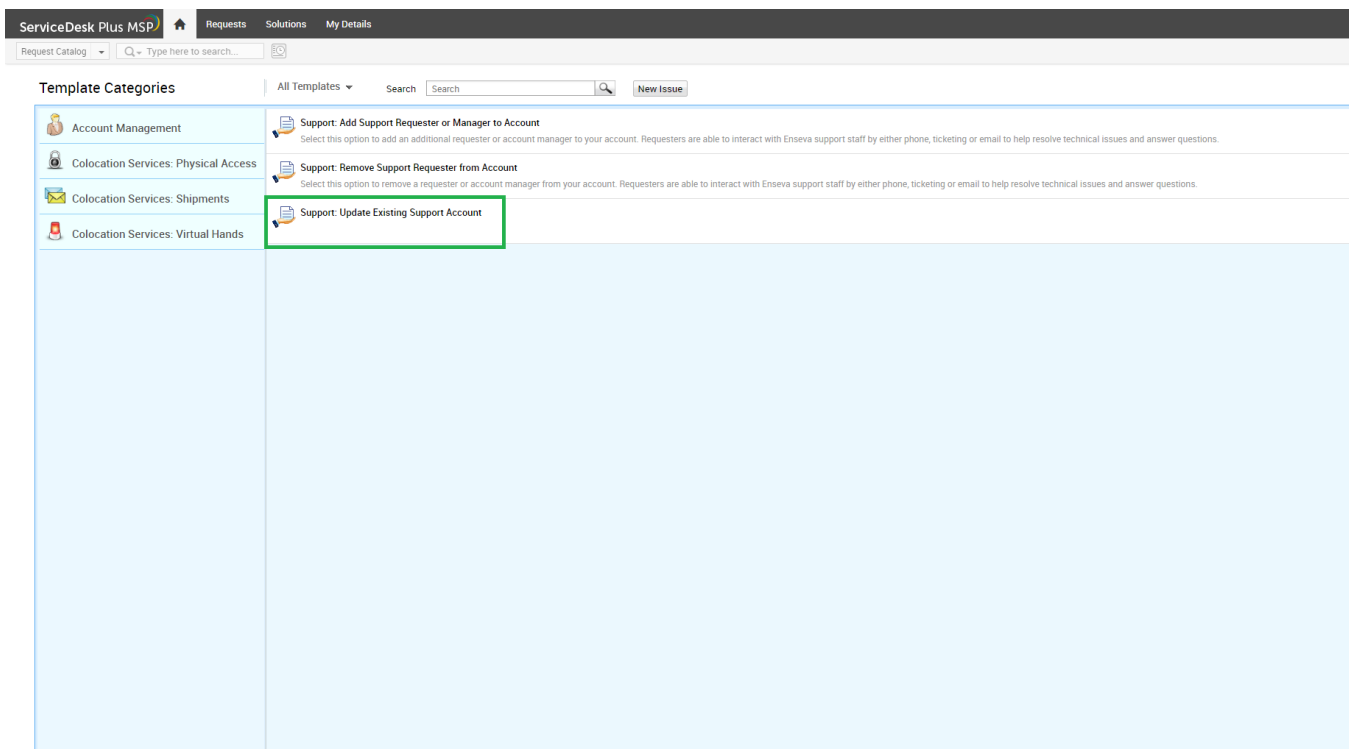 ServiceDesk Plus MSP Requests Solutions My Details
Request Catalog Type here to search...
Template Categories All Templates Search Search New Issue
Account Management
Colocation Services: Physical Access
Colocation Services: Shipments
Colocation Services: Virtual Hands
Support: Add Support Requester or Manager to Account
Select this option to add an additional requester or account manager to your account. Requesters are able to interact with Enseva support staff by either phone, ticketing or email to help resolve technical issues and answer questions.
Support: Remove Support Requester from Account
Select this option to remove a requester or account manager from your account. Requesters are able to interact with Enseva support staff by either phone, ticketing or email to help resolve technical issues and answer questions.
Support: Update Existing Support Account